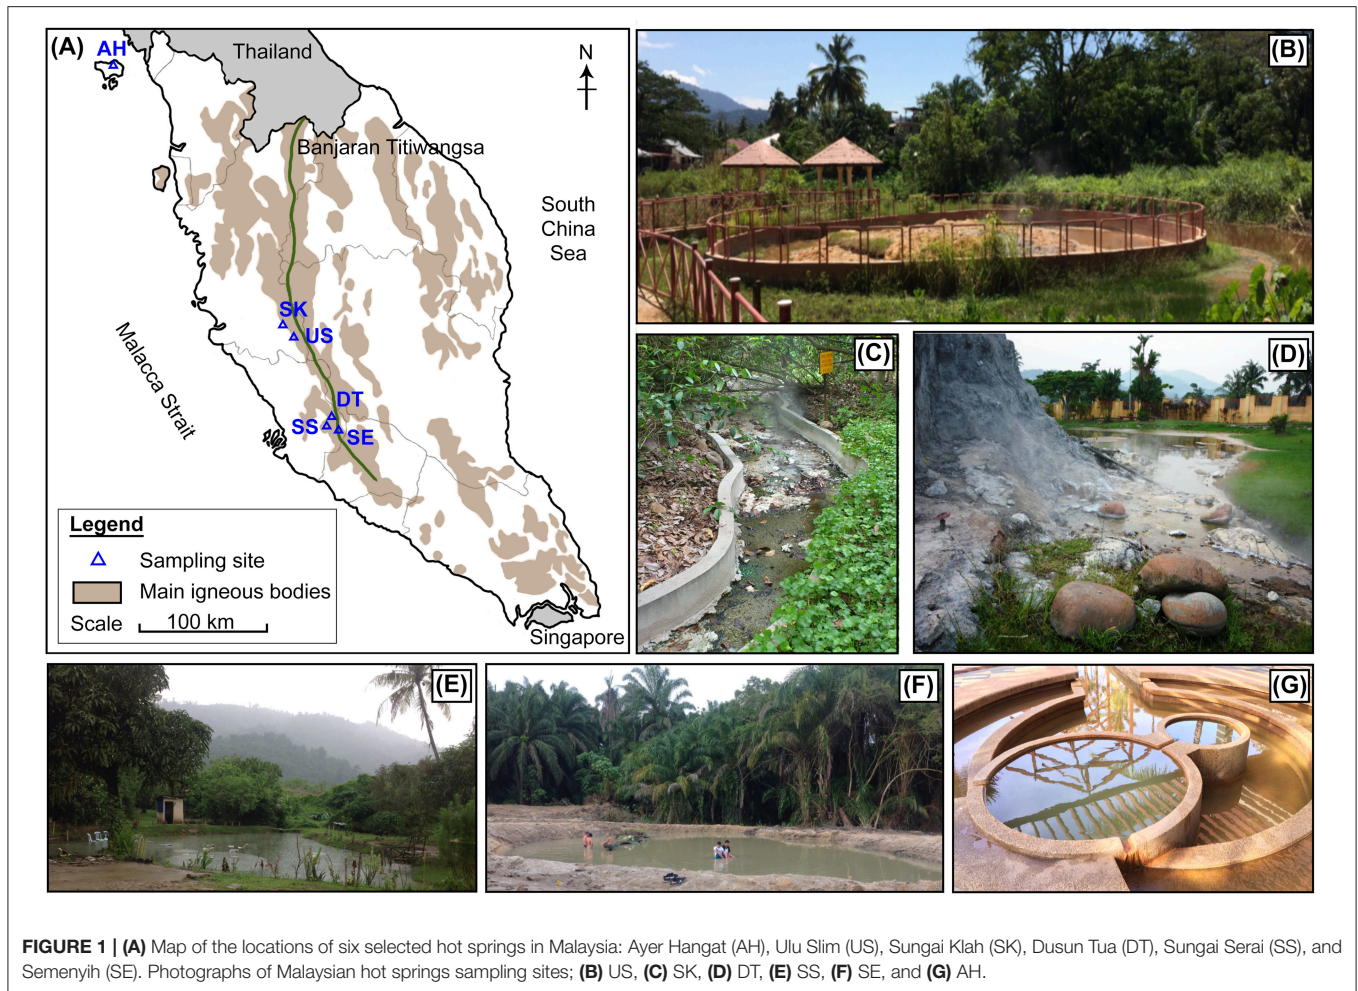 (A)
AH
Thailand
N
Banjaran Titiwangsa
South
China
Sea
SK
US
Malacca Strait
DT
SS
SE
Legend
Sampling site
Main igneous bodies
Scale 100 km
Singapore
(B)
(C)
(D)
(E)
(F)
(G)
FIGURE 1 | (A) Map of the locations of six selected hot springs in Malaysia: Ayer Hangat (AH), Ulu Slim (US), Sungai Klah (SK), Dusun Tua (DT), Sungai Serai (SS), and
Semenyih (SE). Photographs of Malaysian hot springs sampling sites; (B) US, (C) SK, (D) DT, (E) SS, (F) SE, and (G) AH.